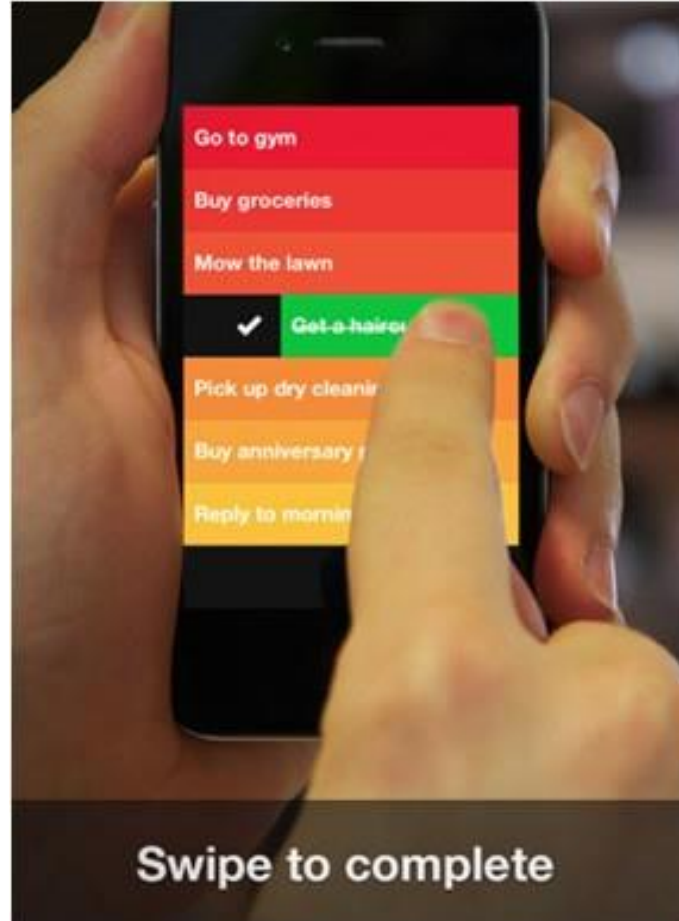 Go to gym
Buy groceries
Mow the lawn
Get a
Pick up dry
Buy anniversary
Reply to
Swipe to complete